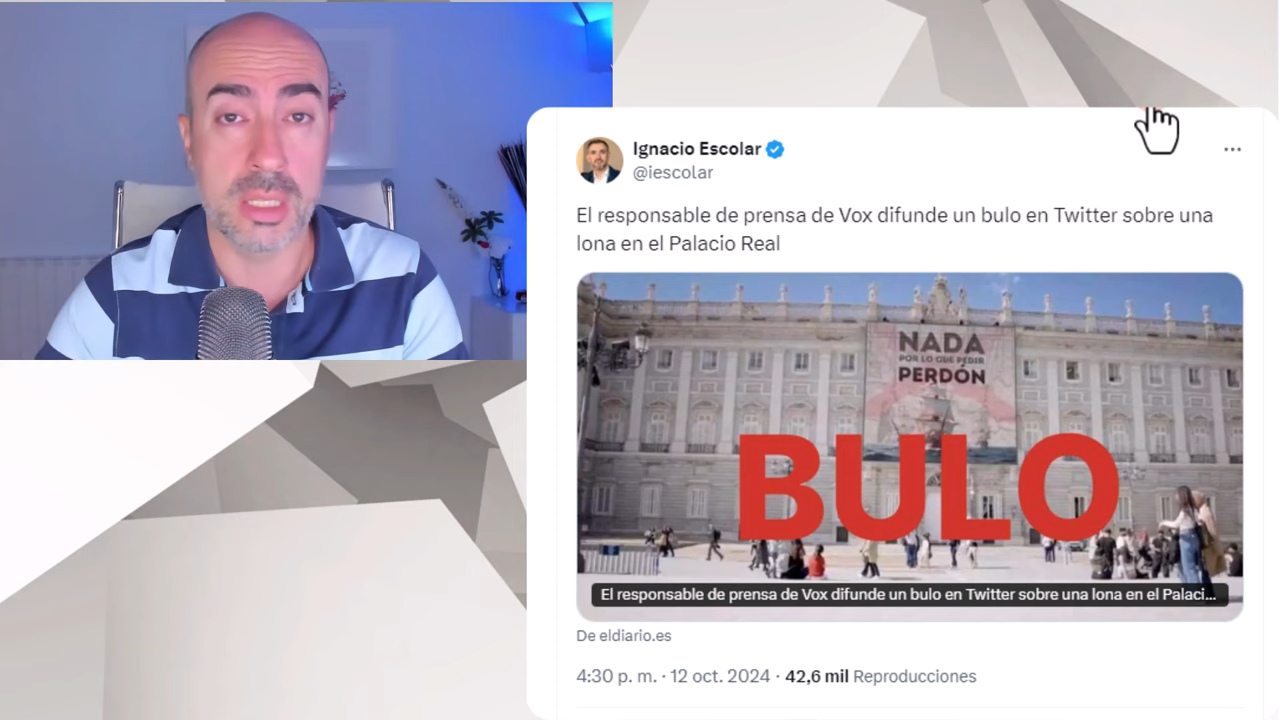 Ignacio Escolar
@iescolar
El responsable de prensa de Vox difunde un bulo en Twitter sobre una
lona en el Palacio Real
NADA
POR LO QUE PEDIR
PERDÓN
BULO
El responsable de prensa de Vox difunde un bulo en Twitter sobre una lona en el Palaci...
De eldiario.es
4:30 p. m. · 12 oct. 2024 · 42,6 mil Reproducciones